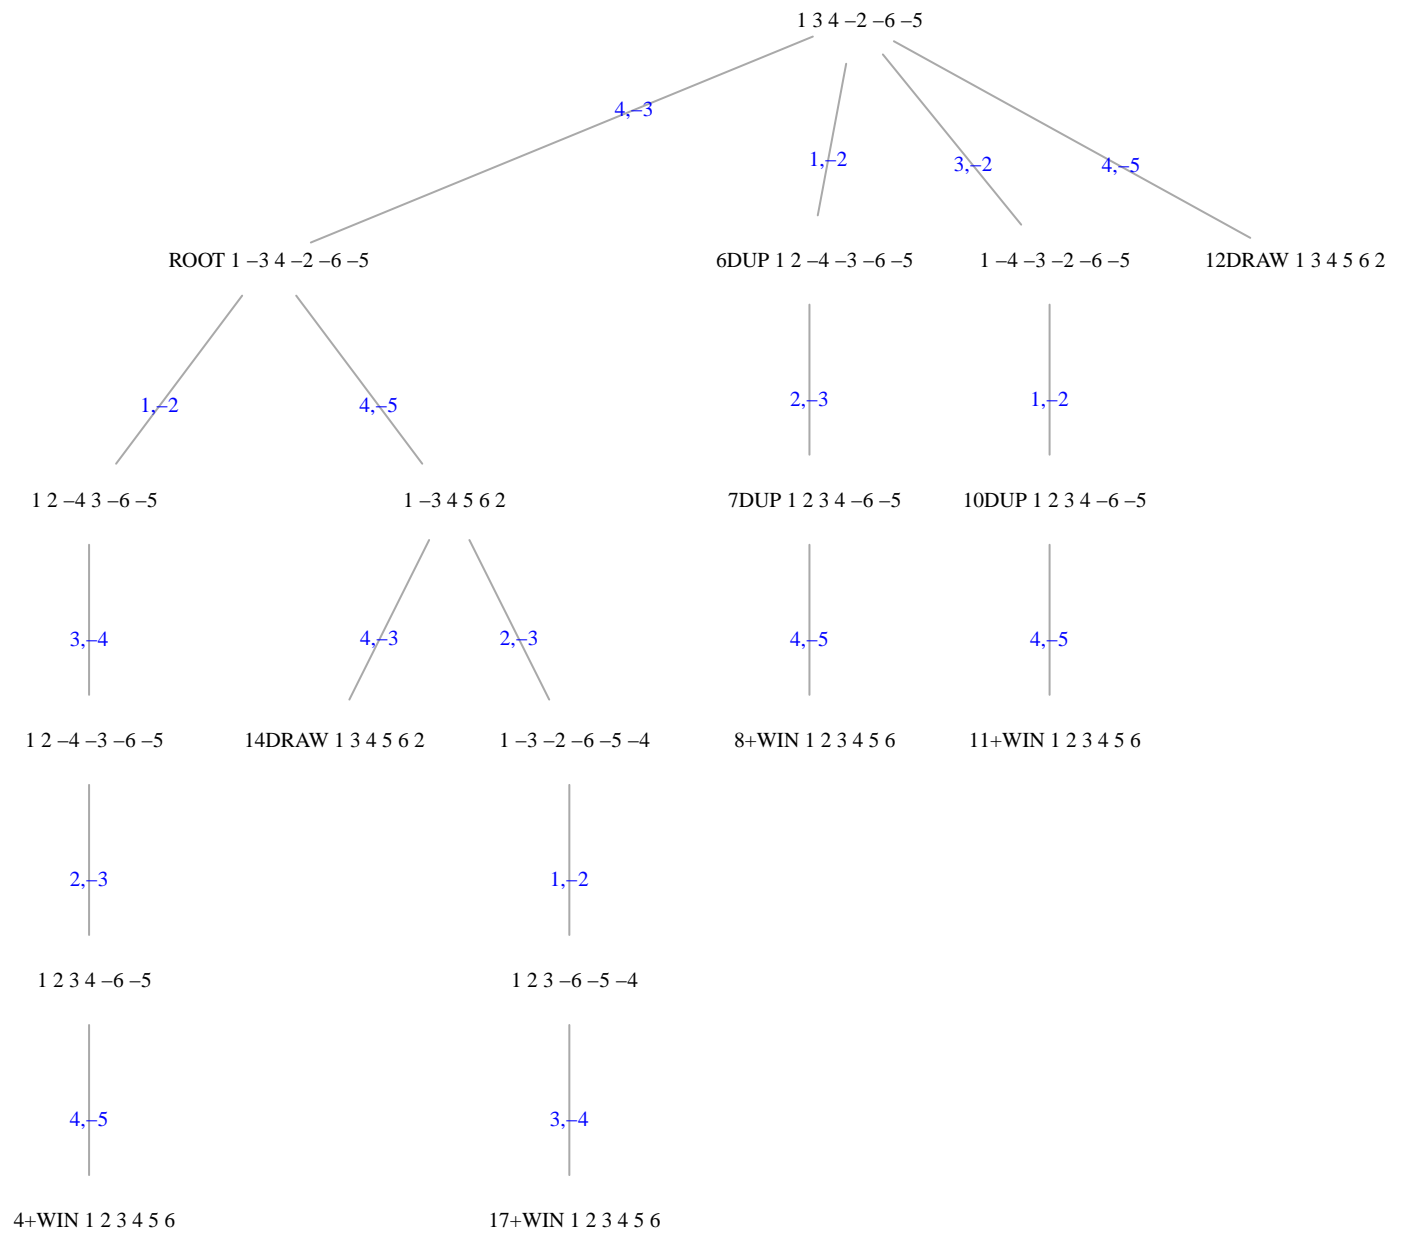 1 3 4 –2 –6 –5
4,–3
1,–2
3,–2
4,–5
ROOT 1 –3 4 –2 –6 –5
6DUP 1 2 –4 –3 –6 –5
1 –4 –3 –2 –6 –5
12DRAW 1 3 4 5 6 2
1,–2
4,–5
2,–3
1,–2
1 2 –4 3 –6 –5
1 –3 4 5 6 2
7DUP 1 2 3 4 –6 –5
10DUP 1 2 3 4 –6 –5
3,–4
4,–3
2,–3
4,–5
4,–5
1 2 –4 –3 –6 –5
14DRAW 1 3 4 5 6 2
1 –3 –2 –6 –5 –4
8+WIN 1 2 3 4 5 6
11+WIN 1 2 3 4 5 6
2,–3
1,–2
1 2 3 4 –6 –5
1 2 3 –6 –5 –4
4,–5
3,–4
4+WIN 1 2 3 4 5 6
17+WIN 1 2 3 4 5 6